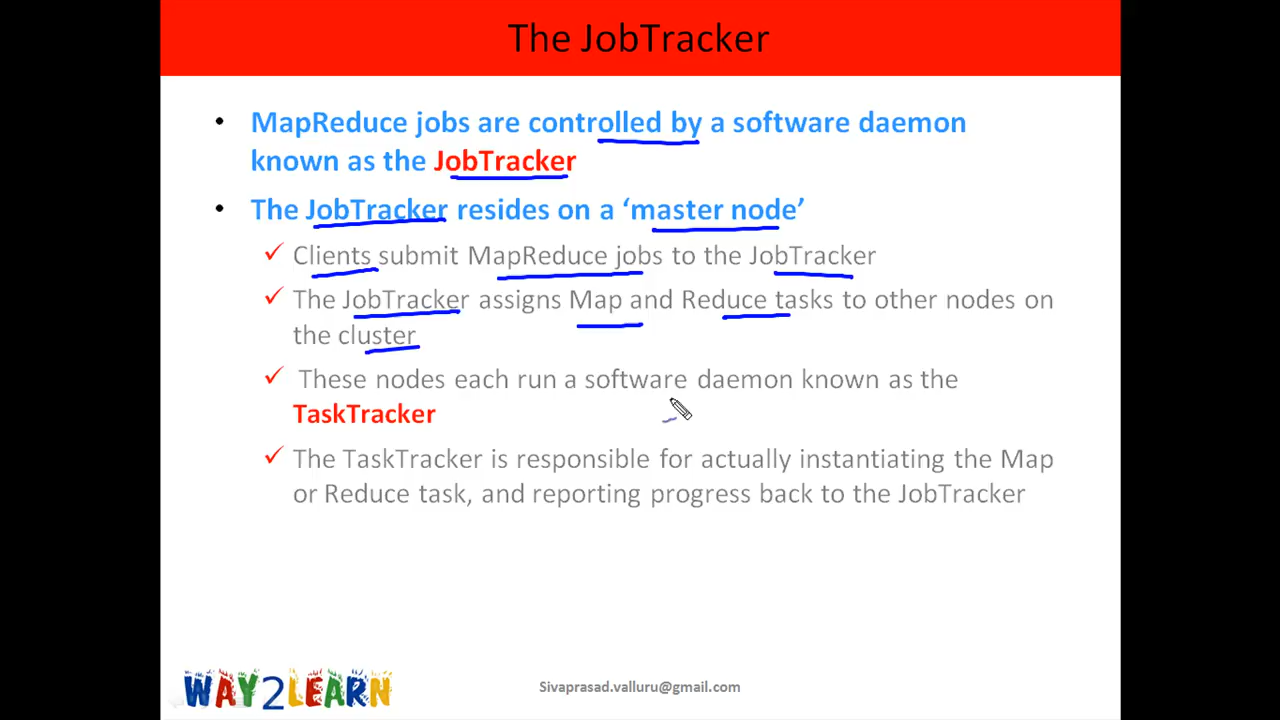 The JobTracker
• MapReduce jobs are controlled by a software daemon
known as the JobTracker
• The JobTracker resides on a ‘master node’
✓ Clients submit MapReduce jobs to the JobTracker
✓ The JobTracker assigns Map and Reduce tasks to other nodes on
the cluster
✓ These nodes each run a software daemon known as the
TaskTracker
✓ The TaskTracker is responsible for actually instantiating the Map
or Reduce task, and reporting progress back to the JobTracker
WAY2LEARN
Sivaprasad.valluru@gmail.com